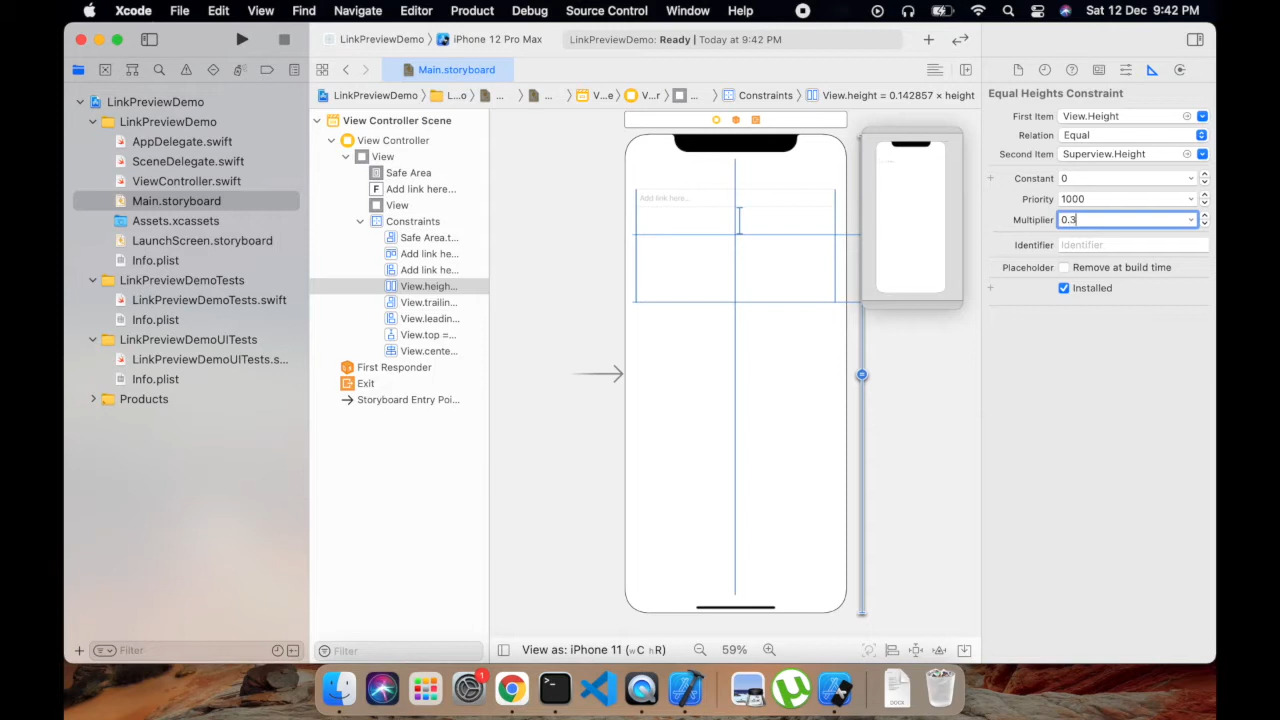 Xcode File Edit View Find Navigate Editor Product Debug Source Control Window Help Sat 12 Dec 9:42 PM
LinkPreviewDemo iPhone 12 Pro Max LinkPreviewDemo: Ready | Today at 9:42 PM
Main.storyboard
LinkPreviewDemo L...o ... ... V...e V...r ... Constraints View.height = 0.142857 × height
Equal Heights Constraint
LinkPreviewDemo
LinkPreviewDemo
AppDelegate.swift
SceneDelegate.swift
ViewController.swift
Main.storyboard
Assets.xcassets
LaunchScreen.storyboard
Info.plist
LinkPreviewDemoTests
LinkPreviewDemoTests.swift
Info.plist
LinkPreviewDemoUITests
LinkPreviewDemoUITests.s...
Info.plist
Products
Filter
View Controller Scene
View Controller
View
Safe Area
F Add link here...
View
Constraints
Safe Area.t...
Add link he...
Add link he...
View.heigh...
View.trailin...
View.leadin...
View.top =...
View.cente...
First Responder
Exit
Storyboard Entry Poi...
Filter
Add link here...
View as: iPhone 11 (wC hR) 59%
First Item View.Height
Relation Equal
Second Item Superview.Height
Constant 0
Priority 1000
Multiplier 0.3
Identifier Identifier
Placeholder Remove at build time
Installed
1
DOCX